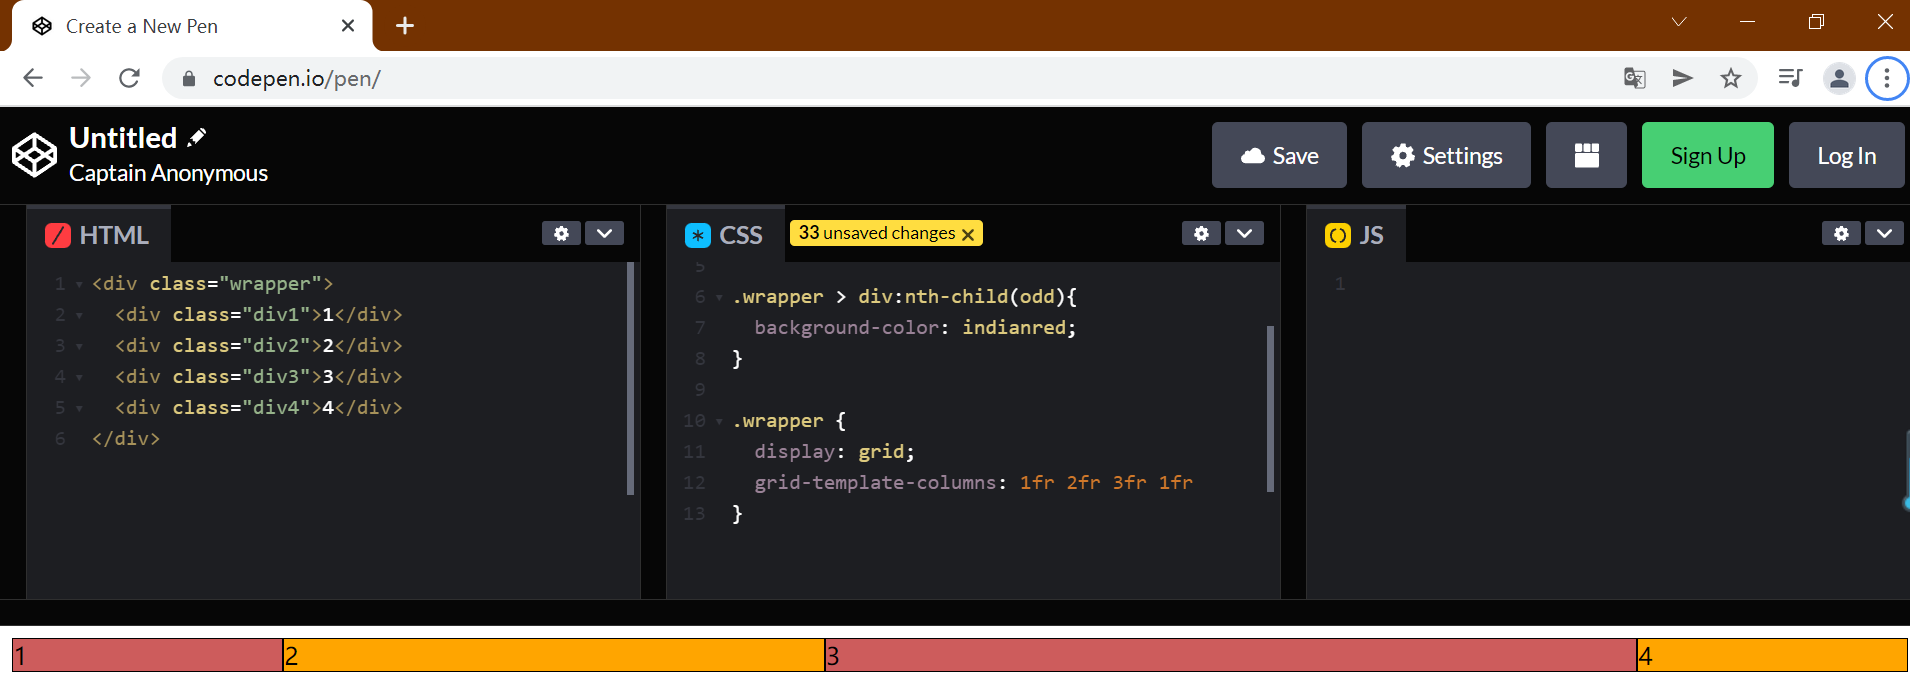 Create a New Pen
codepen.io/pen/
Untitled
Captain Anonymous
Save
Settings
Sign Up
Log In
HTML
1 <div class="wrapper">
2 <div class="div1">1</div>
3 <div class="div2">2</div>
4 <div class="div3">3</div>
5 <div class="div4">4</div>
6 </div>
CSS
33 unsaved changes
5
6 .wrapper > div:nth-child(odd){
7 background-color: indianred;
8 }
9
10 .wrapper {
11 display: grid;
12 grid-template-columns: 1fr 2fr 3fr 1fr
13 }
JS
1
1 2 3 4